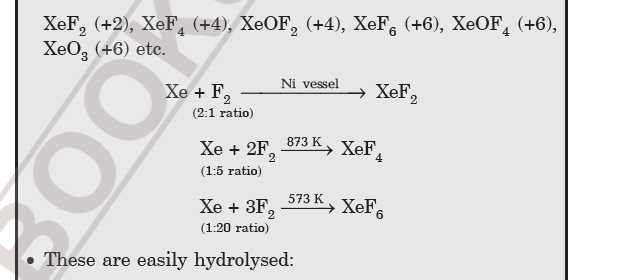 XeF₂ (+2), XeF₄ (+4), XeOF₂ (+4), XeF₆ (+6), XeOF₄ (+6),
XeO₃ (+6) etc.
Xe + F₂ —Ni vessel→ XeF₂
(2:1 ratio)
Xe + 2F₂ —873 K→ XeF₄
(1:5 ratio)
Xe + 3F₂ —573 K→ XeF₆
(1:20 ratio)
• These are easily hydrolysed:
BOOK